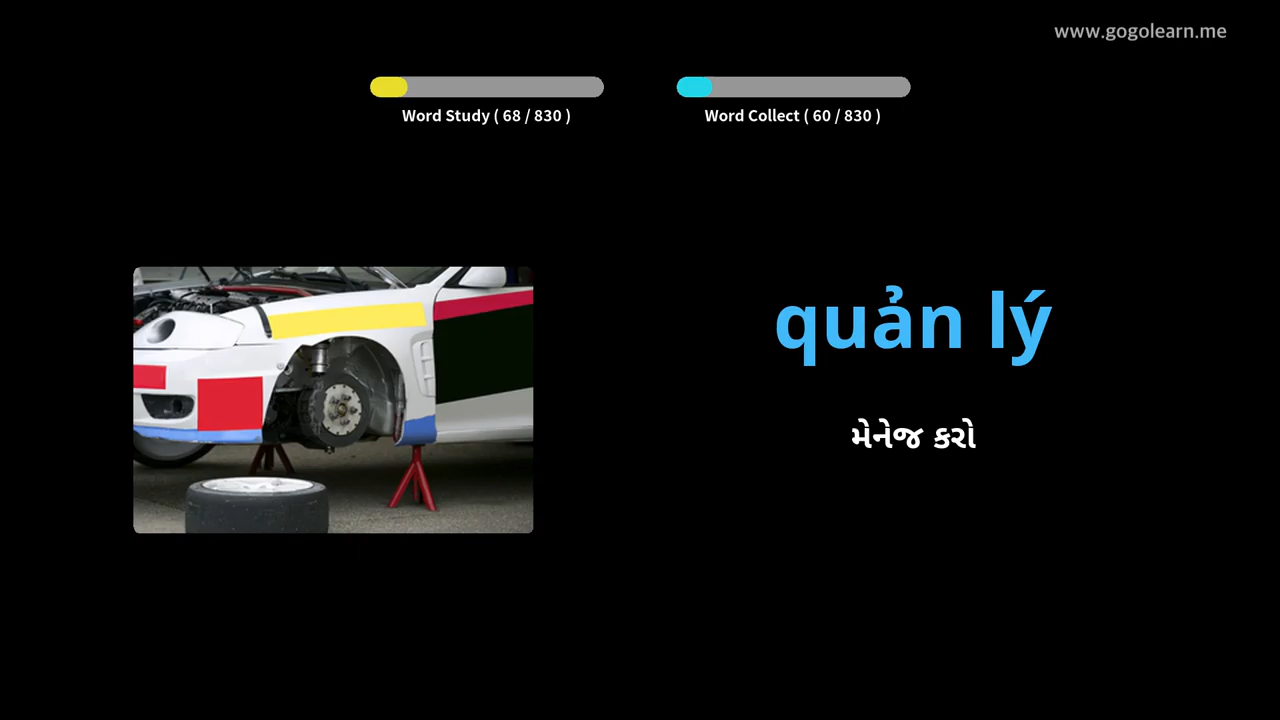 www.gogolearn.me
Word Study ( 68 / 830 )
Word Collect ( 60 / 830 )
quản lý
મેનેજ કરો